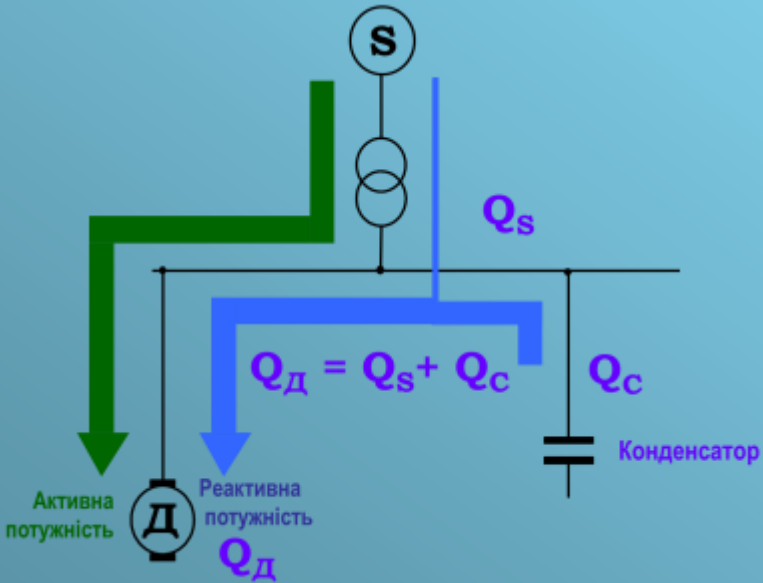 S
Qs
Qд = Qs+ Qc
Qc
Конденсатор
Активна
потужність
Д
Реактивна
потужність
Qд